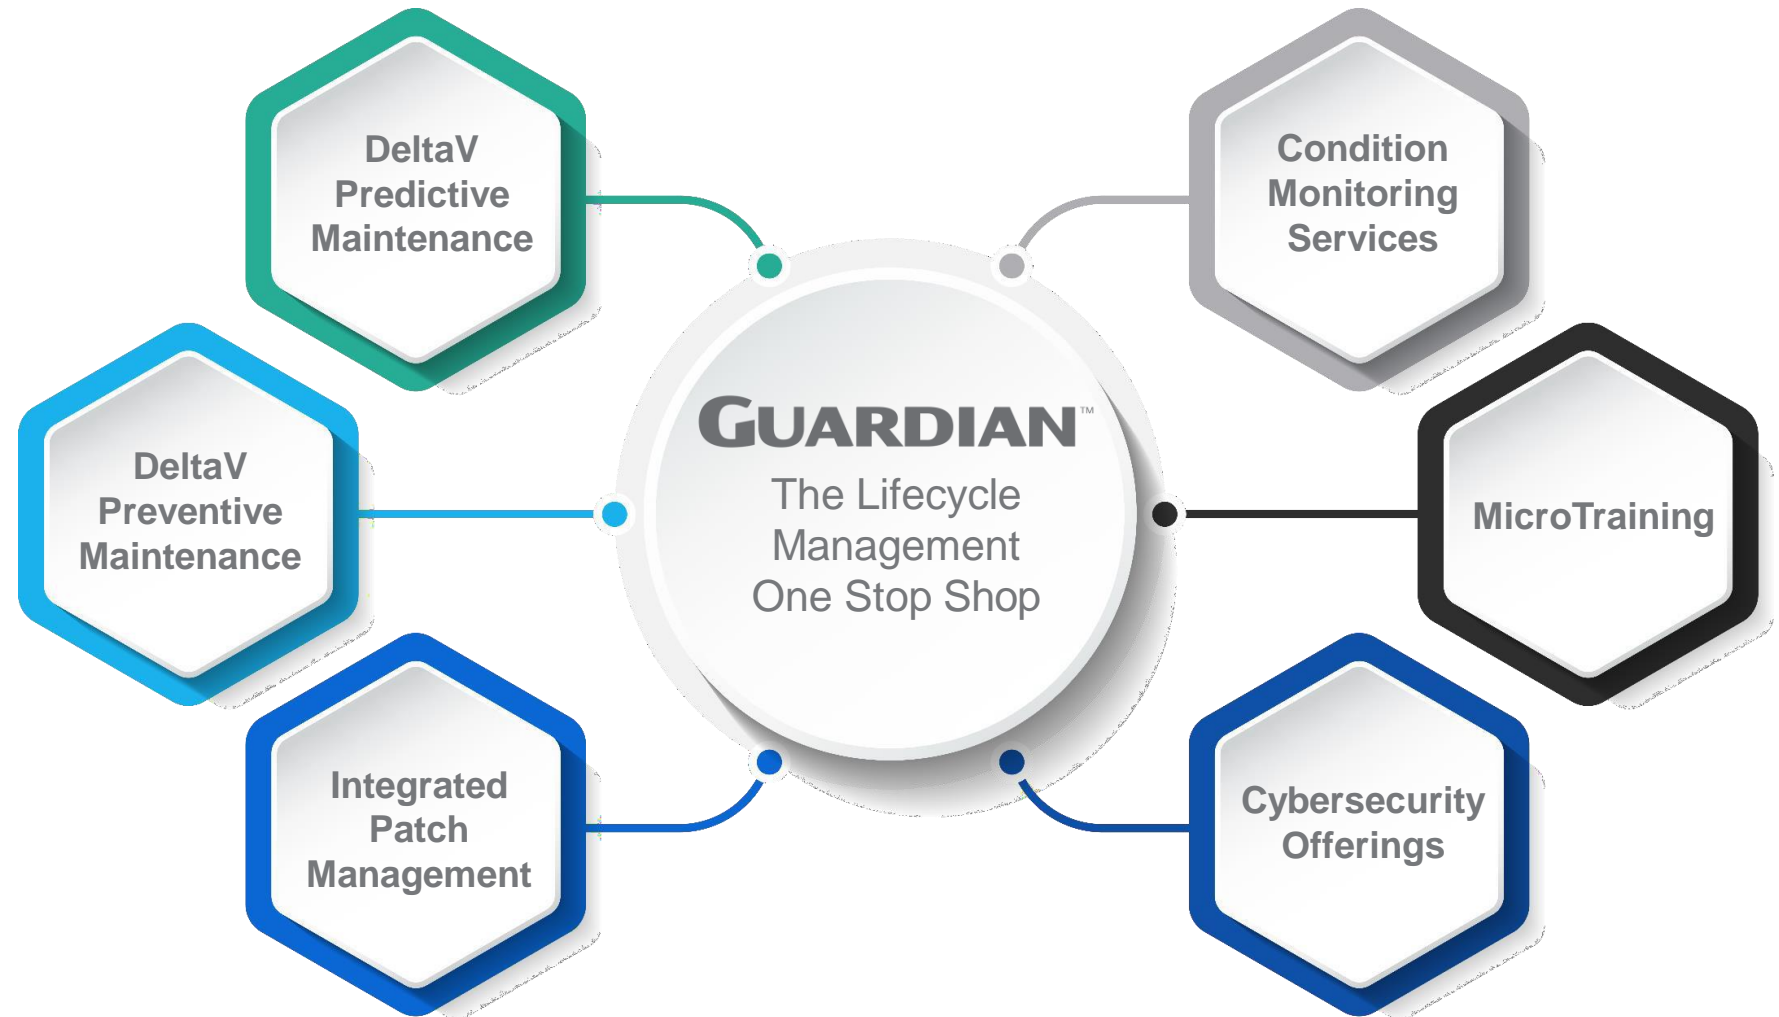 DeltaV
Predictive
Maintenance
Condition
Monitoring
Services
GUARDIAN™
The Lifecycle
Management
One Stop Shop
DeltaV
Preventive
Maintenance
MicroTraining
Integrated
Patch
Management
Cybersecurity
Offerings